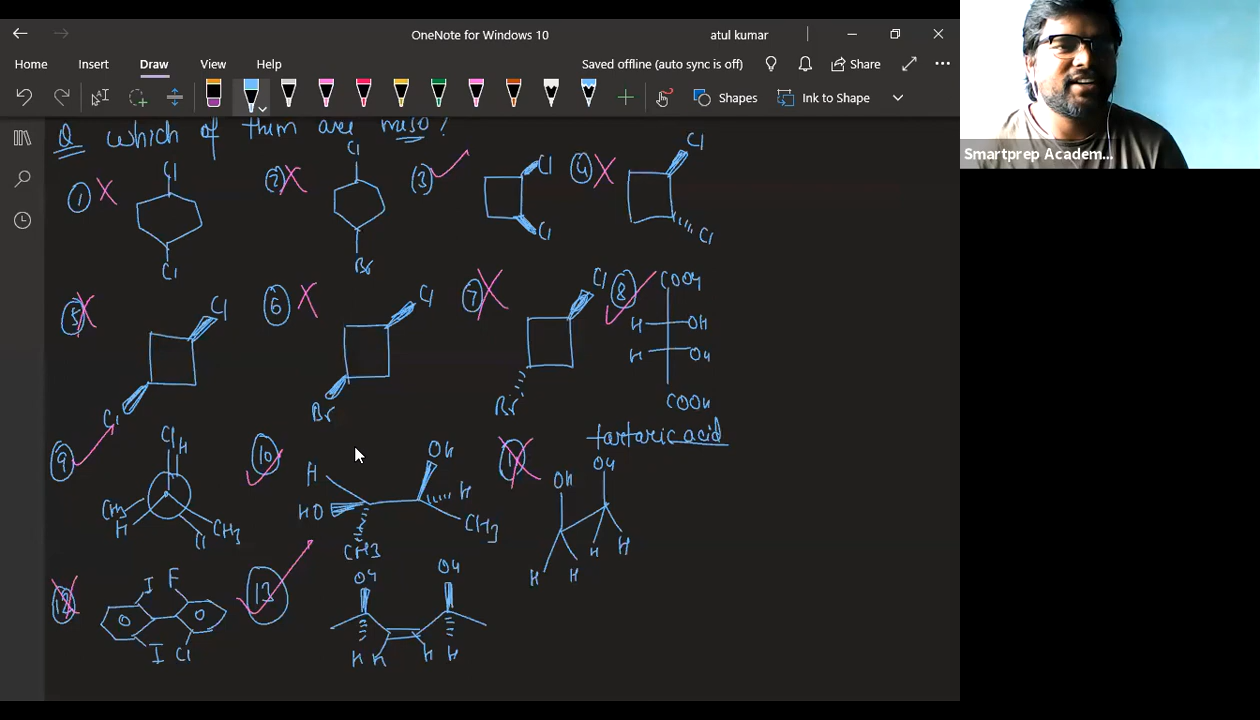 OneNote for Windows 10
atul kumar
Home Insert Draw View Help
Saved offline (auto sync is off)
Share
Shapes
Ink to Shape
Smartprep Academ...
Q which of them are meso?
① Cl Cl
② Cl Br
③ Cl Cl
④ Cl Cl
⑤ Cl Cl
⑥ Cl Br
⑦ Cl Br
⑧ COOH
H OH
H OH
COOH
tartaric acid
⑨ Cl H
CH3 H Cl CH3
⑩ H OH
HO H
CH3 CH3
OH OH
H H H H
⑫ I F
I Cl
⑬ OH OH
H H H H